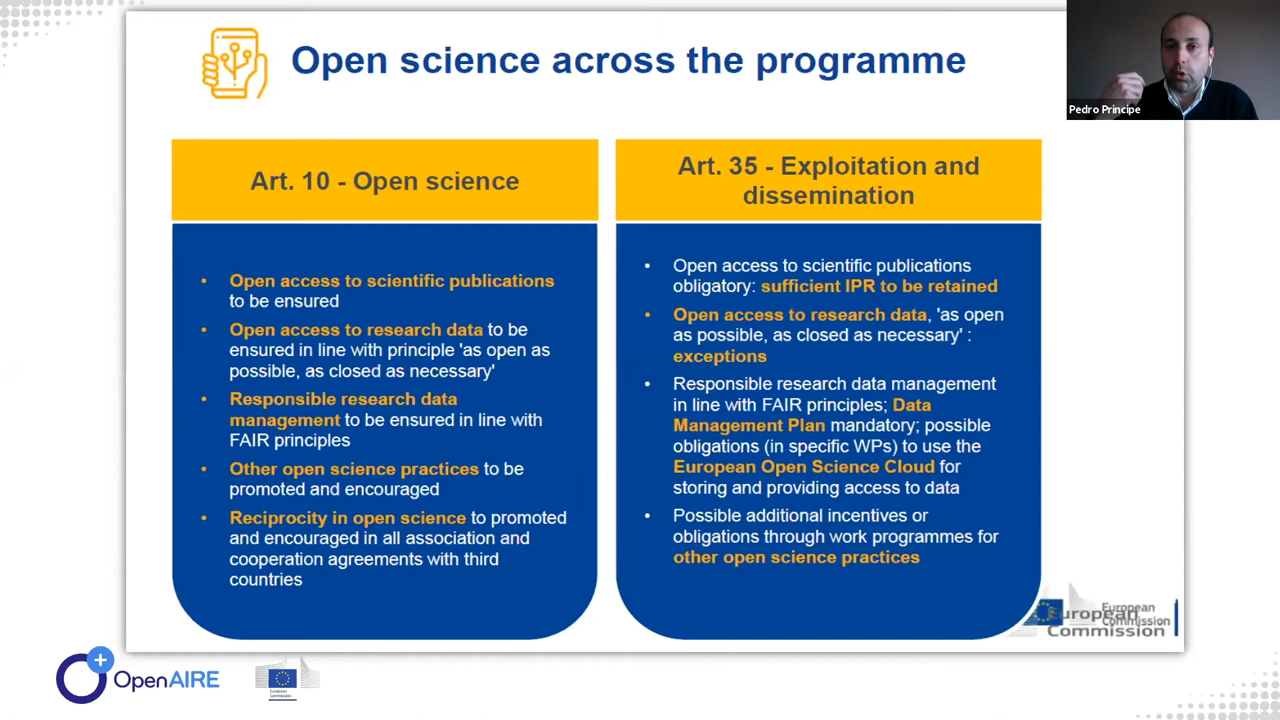 Open science across the programme
Pedro Principe
Art. 10 - Open science
• Open access to scientific publications
to be ensured
• Open access to research data to be
ensured in line with principle 'as open as
possible, as closed as necessary'
• Responsible research data
management to be ensured in line with
FAIR principles
• Other open science practices to be
promoted and encouraged
• Reciprocity in open science to promoted
and encouraged in all association and
cooperation agreements with third
countries
Art. 35 - Exploitation and
dissemination
• Open access to scientific publications
obligatory: sufficient IPR to be retained
• Open access to research data, 'as open
as possible, as closed as necessary' :
exceptions
• Responsible research data management
in line with FAIR principles; Data
Management Plan mandatory; possible
obligations (in specific WPs) to use the
European Open Science Cloud for
storing and providing access to data
• Possible additional incentives or
obligations through work programmes for
other open science practices
European
Commission
European
Commission
OpenAIRE
European
Commission